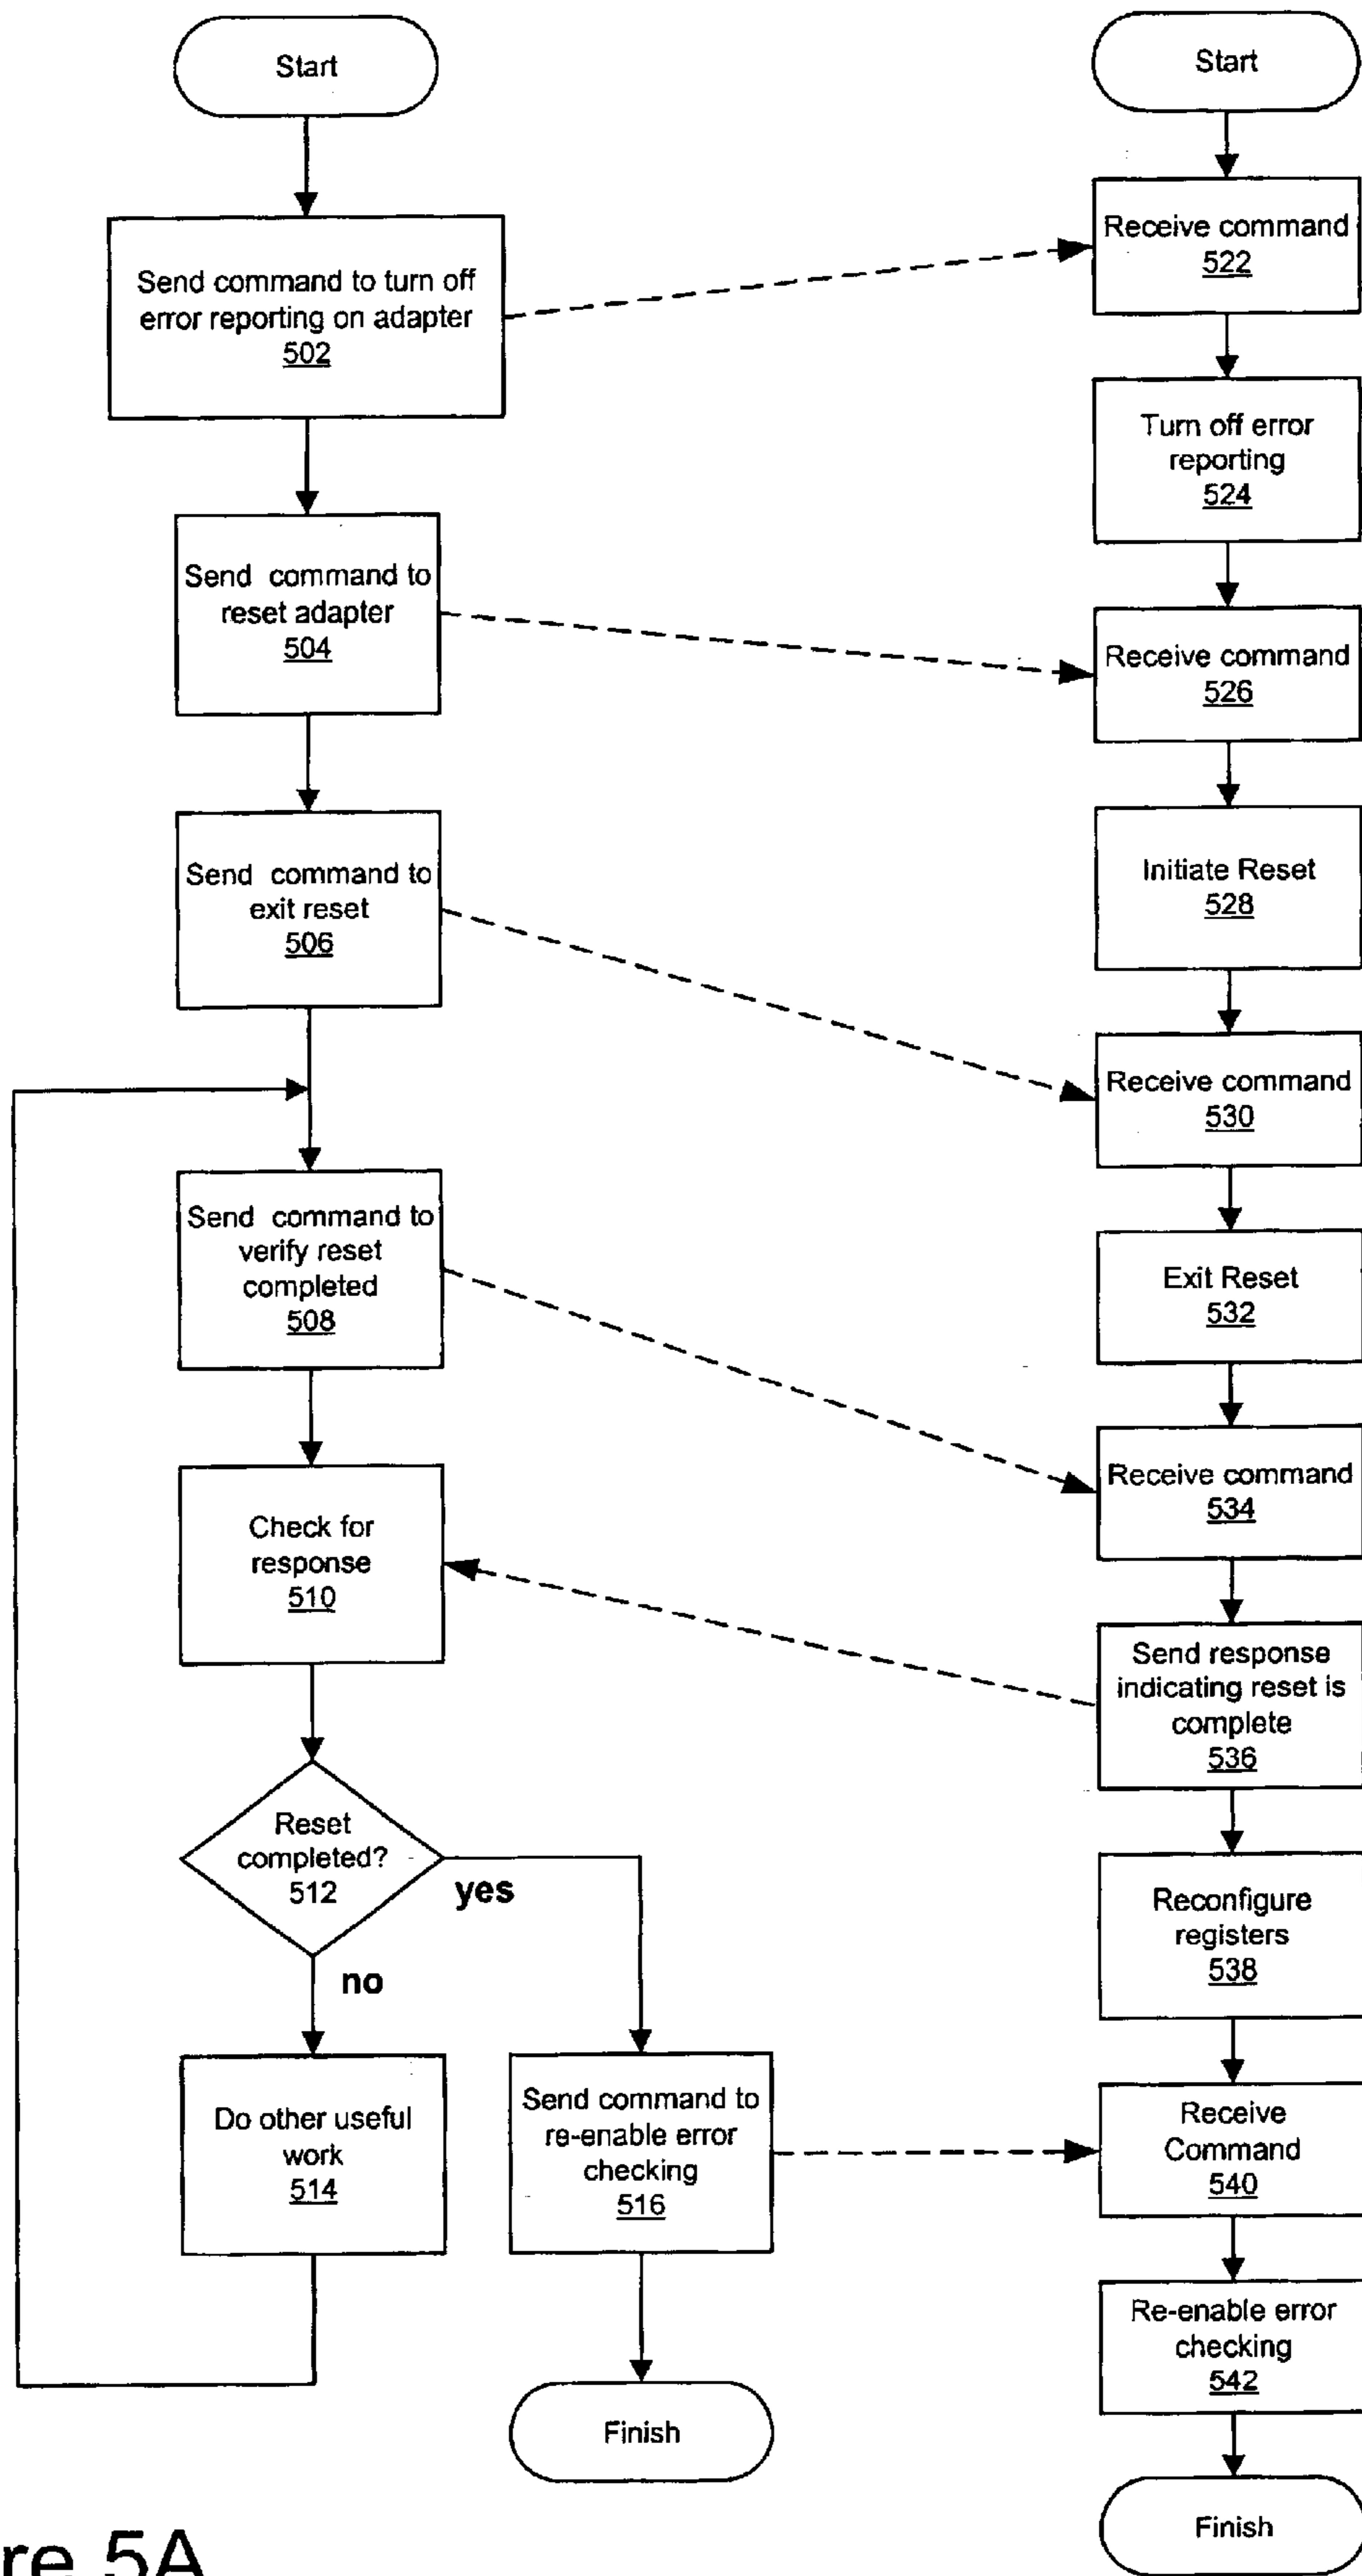 Start
Send command to turn off
error reporting on adapter
502
Send command to
reset adapter
504
Send command to
exit reset
506
Send command to
verify reset
completed
508
Check for
response
510
Reset
completed?
512
yes
no
Do other useful
work
514
Send command to
re-enable error
checking
516
Finish
Start
Receive command
522
Turn off error
reporting
524
Receive command
526
Initiate Reset
528
Receive command
530
Exit Reset
532
Receive command
534
Send response
indicating reset is
complete
536
Reconfigure
registers
538
Receive
Command
540
Re-enable error
checking
542
Finish
re 5A